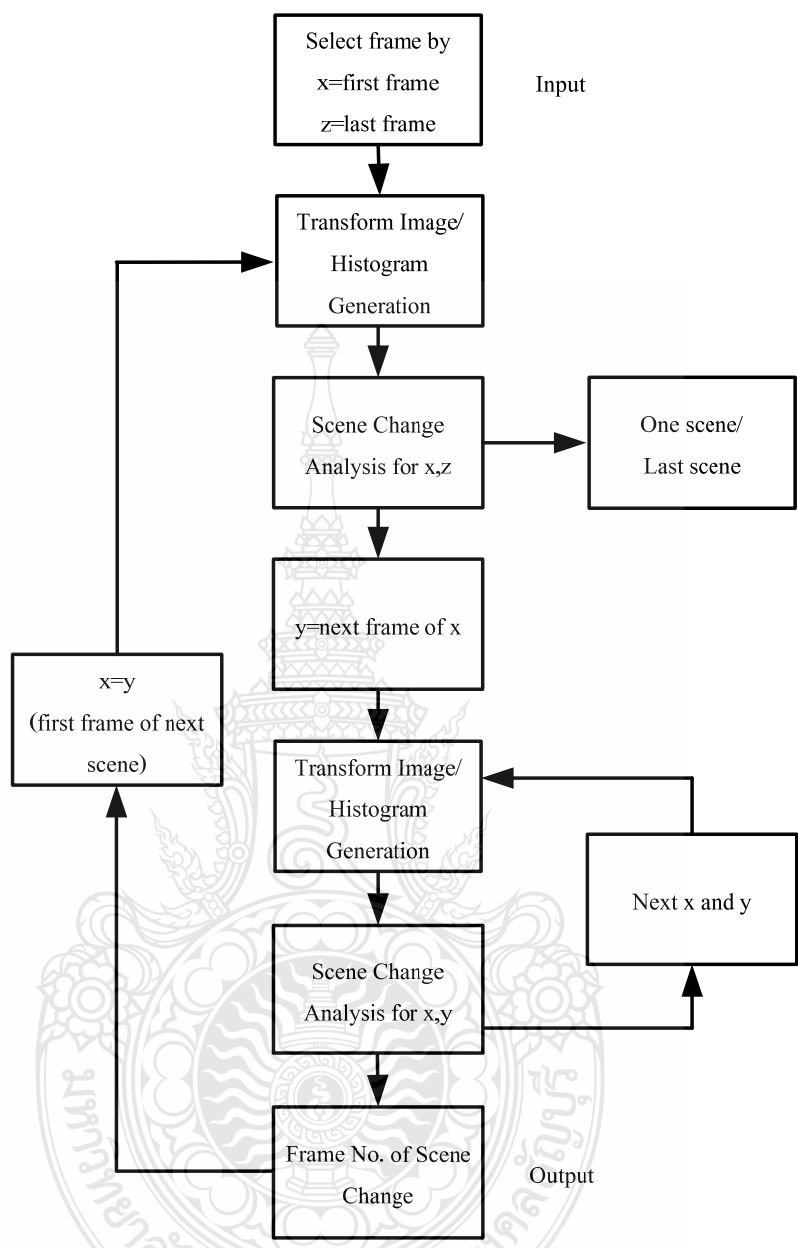 Select frame by
x=first frame
z=last frame
Input
Transform Image/
Histogram
Generation
Scene Change
Analysis for x,z
One scene/
Last scene
y=next frame of x
x=y
(first frame of next
scene)
Transform Image/
Histogram
Generation
Next x and y
Scene Change
Analysis for x,y
Frame No. of Scene
Change
Output